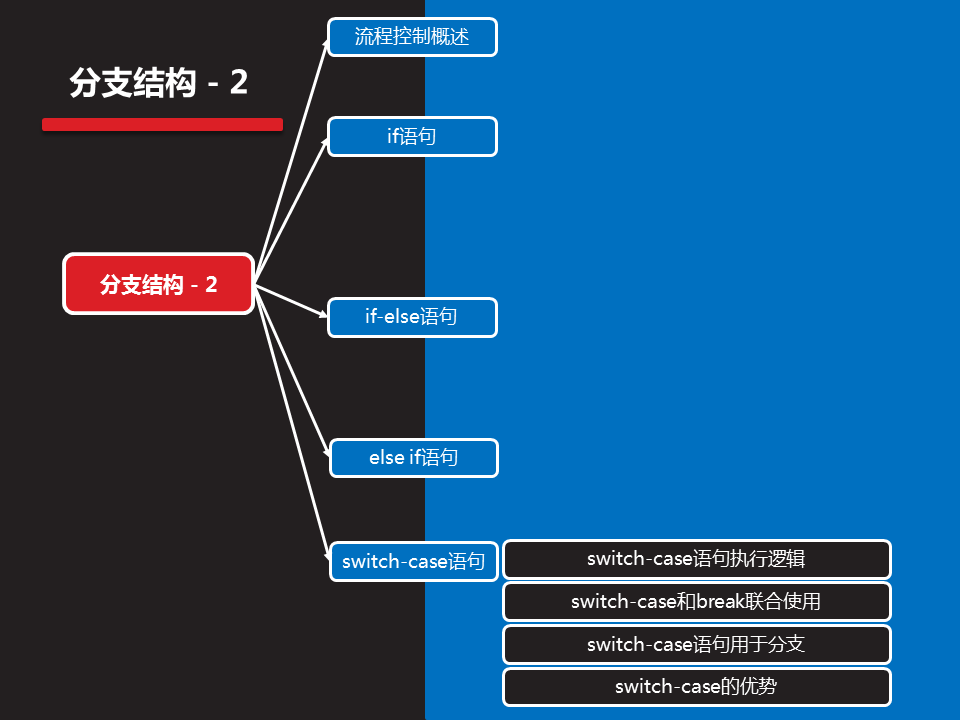 分支结构 - 2
流程控制概述
if语句
分支结构 - 2
if-else语句
else if语句
switch-case语句
switch-case语句执行逻辑
switch-case和break联合使用
switch-case语句用于分支
switch-case的优势